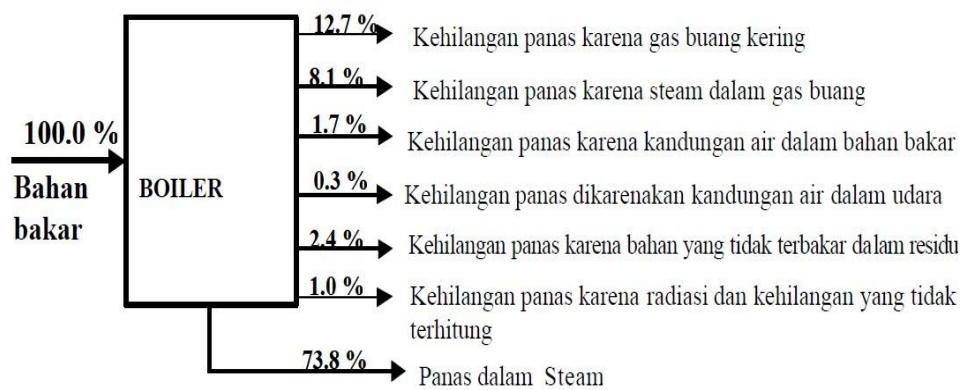 12.7 % Kehilangan panas karena gas buang kering
8.1 % Kehilangan panas karena steam dalam gas buang
1.7 % Kehilangan panas karena kandungan air dalam bahan bakar
100.0 %
Bahan bakar
BOILER
0.3 % Kehilangan panas dikarenakan kandungan air dalam udara
2.4 % Kehilangan panas karena bahan yang tidak terbakar dalam residu
1.0 % Kehilangan panas karena radiasi dan kehilangan yang tidak
terhitung
73.8 % Panas dalam Steam